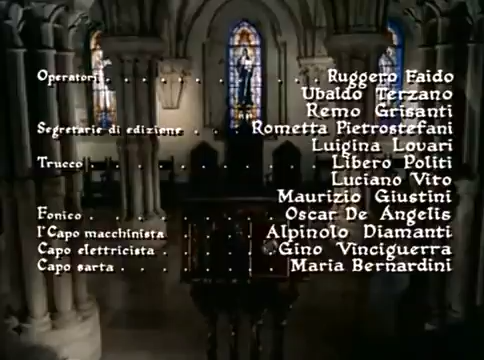 Operatori . . . . . . . . . . . Ruggero Faido
Ubaldo Terzano
Remo Grisanti
Segretarie di edizione . . Rometta Pietrostefani
Luigina Lovari
Trucco . . . . . . . . . . . Libero Politi
Luciano Vito
Maurizio Giustini
Fonico . . . . . . . . . Oscar De Angelis
1º Capo macchinista . . . . Alpinolo Diamanti
Capo elettricista . . . . . . Gino Vinciguerra
Capo sarta . . . . . . . . Maria Bernardini